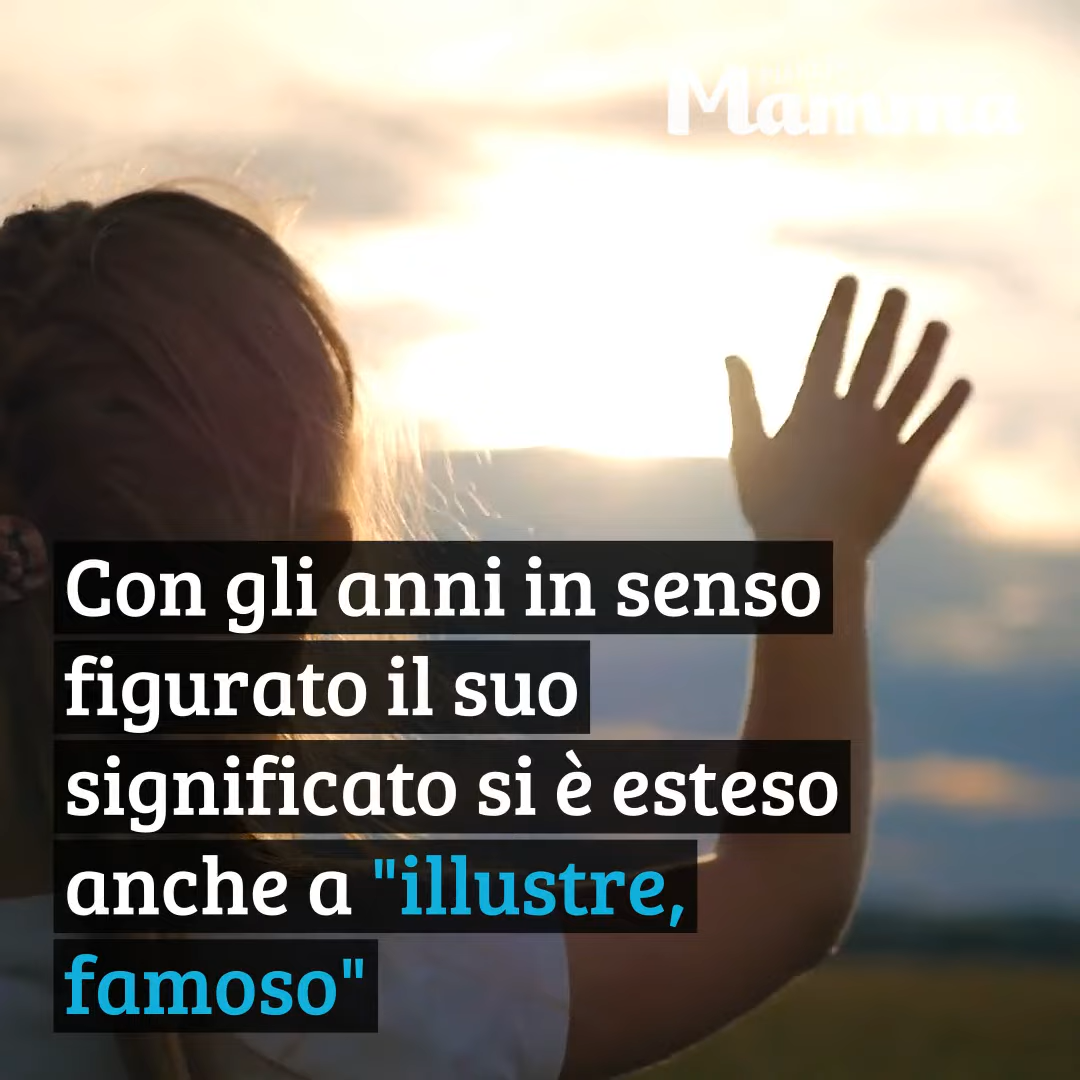 Mamma
Con gli anni in senso
figurato il suo
significato si è esteso
anche a "illustre,
famoso"